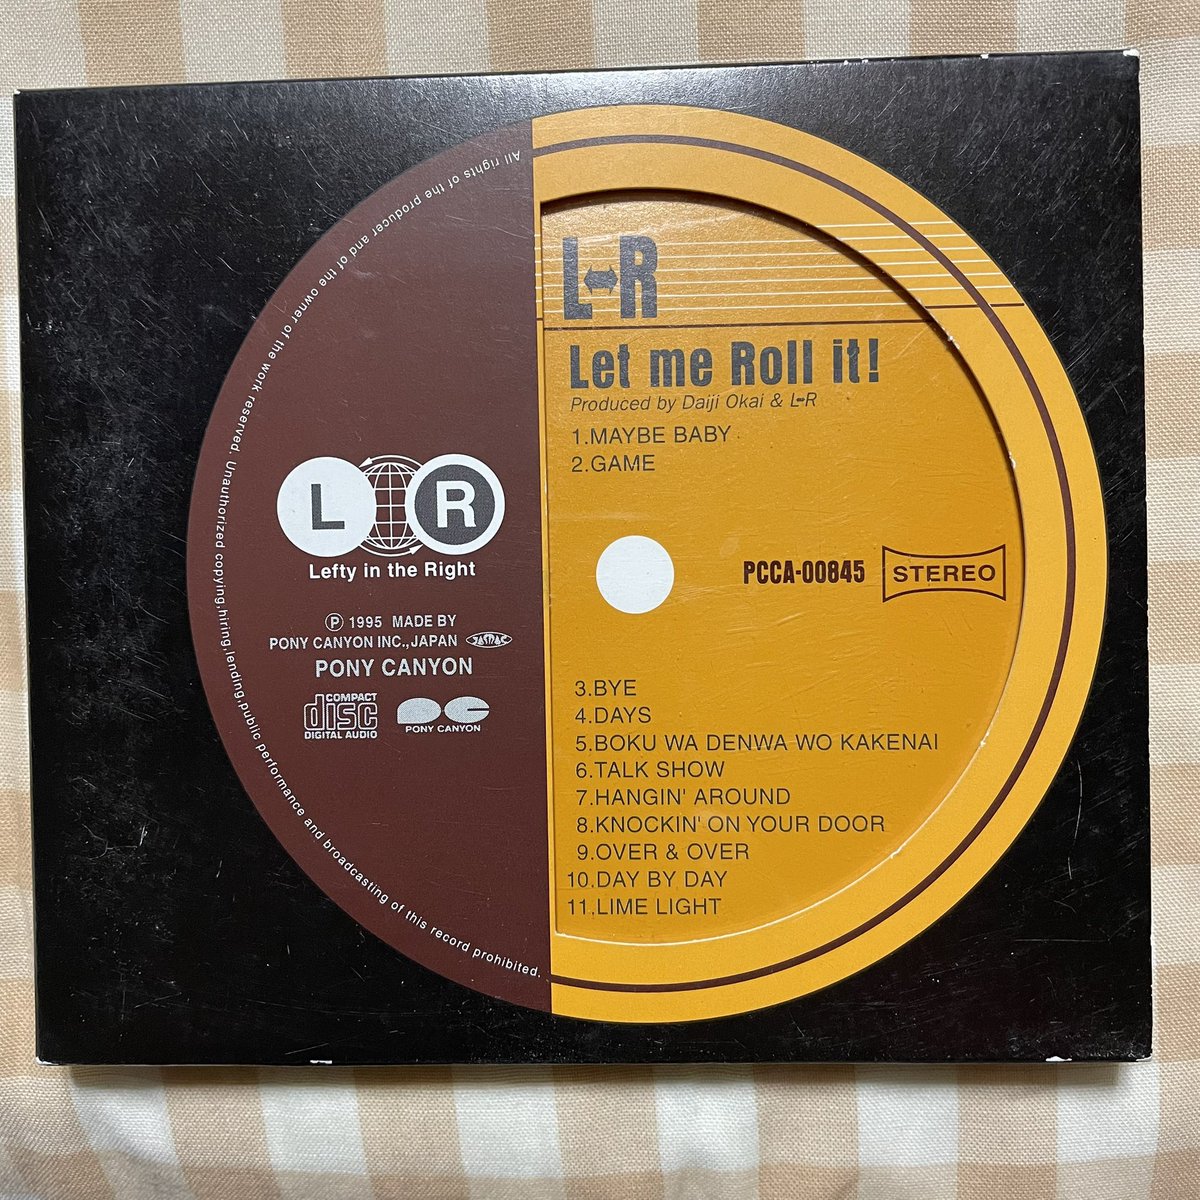 All rights of the producer and of the owner of the work reserved. Unauthorized copying,hiring,lending,public performance and broadcasting of this record prohibited.
L R
Lefty in the Right
Ⓟ 1995 MADE BY
PONY CANYON INC.,JAPAN JASRAC
PONY CANYON
COMPACT
disc
DIGITAL AUDIO
PC
PONY CANYON
L↔R
Let me Roll it!
Produced by Daiji Okai & L↔R
1.MAYBE BABY
2.GAME
PCCA-00845 STEREO
3.BYE
4.DAYS
5.BOKU WA DENWA WO KAKENAI
6.TALK SHOW
7.HANGIN' AROUND
8.KNOCKIN' ON YOUR DOOR
9.OVER & OVER
10.DAY BY DAY
11.LIME LIGHT